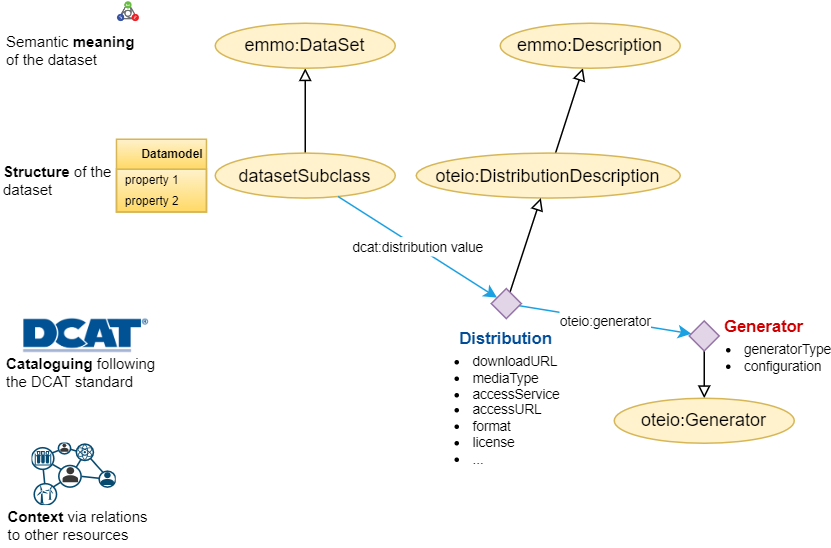 Semantic meaning
of the dataset
emmo:DataSet
emmo:Description
Structure of the
dataset
Datamodel
property 1
property 2
datasetSubclass
oteio:DistributionDescription
dcat:distribution value
oteio:generator
DCAT®
Cataloguing following
the DCAT standard
Distribution
• downloadURL
• mediaType
• accessService
• accessURL
• format
• license
• ...
Generator
• generatorType
• configuration
oteio:Generator
Context via relations
to other resources